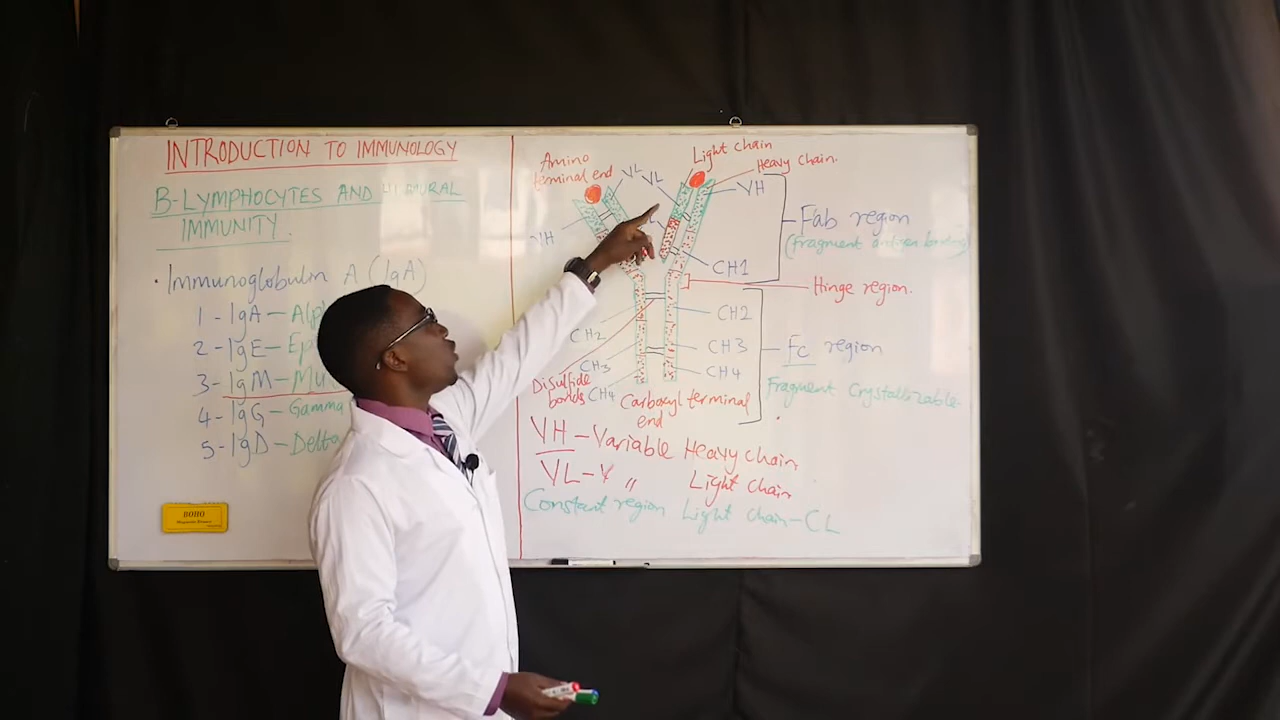 INTRODUCTION TO IMMUNOLOGY
B-LYMPHOCYTES AND MURAL
IMMUNITY.
• Immunoglobulin A (IgA)
1 - IgA - Alp
2 - IgE - Ep
3 - IgM - Mu
4 - IgG - Gamma
5 - IgD - Delta
BOHO
Amino
terminal end
VL
VL
Light chain
Heavy chain.
VH
VH
Fab region
(fragment antigen binding)
CH1
Hinge region.
CH2
CH2
CH3
CH3
CH4
CH4
Fc region
Fragment Crystallizable
Disulfide
bonds
Carboxyl terminal
end
VH - Variable Heavy chain
VL - V " Light chain
Constant region Light chain - CL